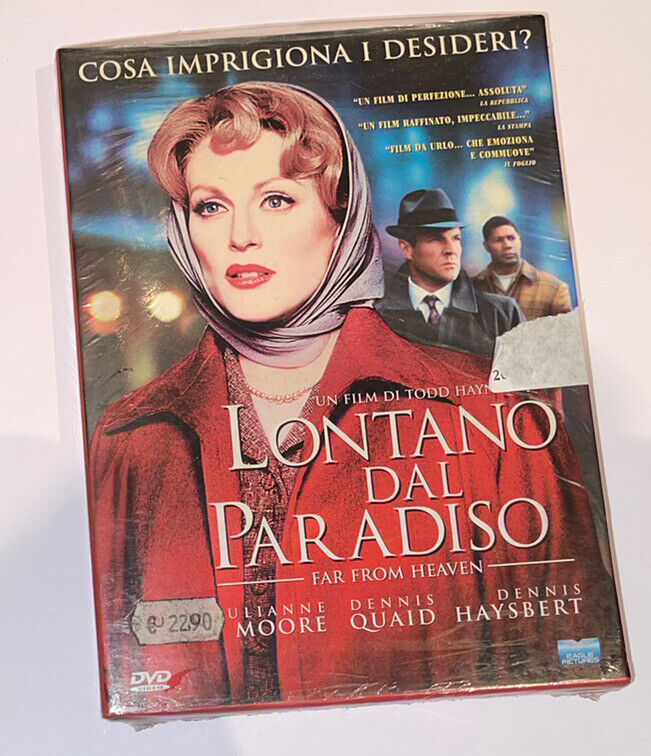 COSA IMPRIGIONA I DESIDERI?
"UN FILM DI PERFEZIONE... ASSOLUTA"
LA REPUBBLICA
"UN FILM RAFFINATO, IMPECCABILE..."
LA STAMPA
"FILM DA URLO... CHE EMOZIONA
E COMMUOVE"
IL FOGLIO
UN FILM DI TODD HAYN
LONTANO
DAL
PARADISO
FAR FROM HEAVEN
ULIANNE DENNIS DENNIS
MOORE QUAID HAYSBERT
€ 22.90
DVD
VIDEO
EAGLE
PICTURES